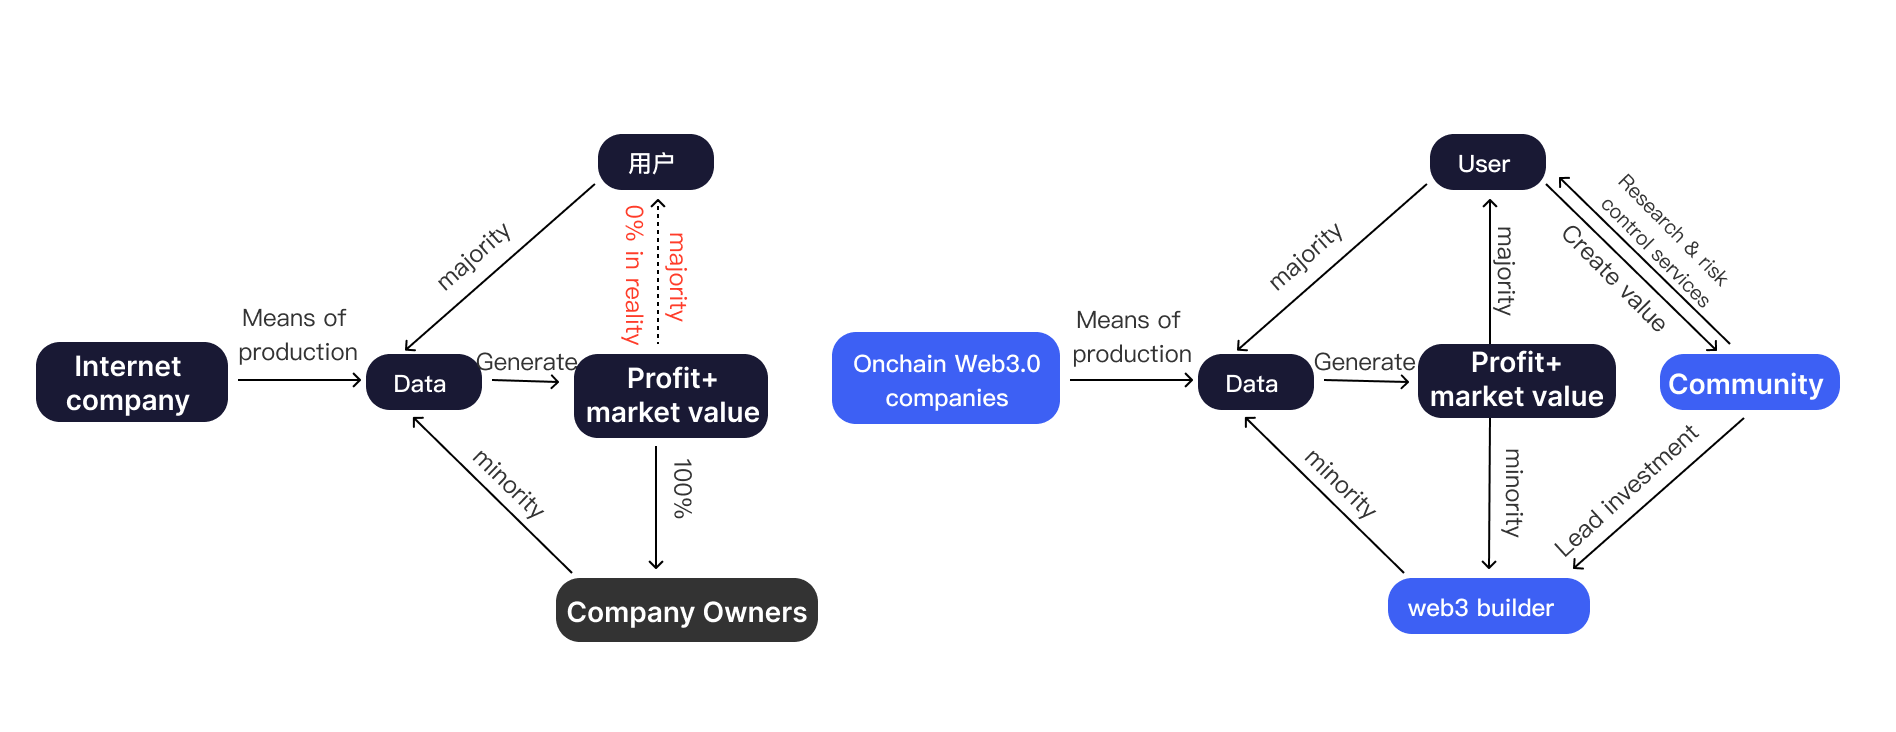 用户
majority
0% in reality
majority
Means of
production
Internet
company
Data
Generate
Profit+
market value
minority
100%
Company Owners
User
majority
majority
Research & risk
control services
Create value
Means of
production
Onchain Web3.0
companies
Data
Generate
Profit+
market value
Community
minority
minority
Lead investment
web3 builder